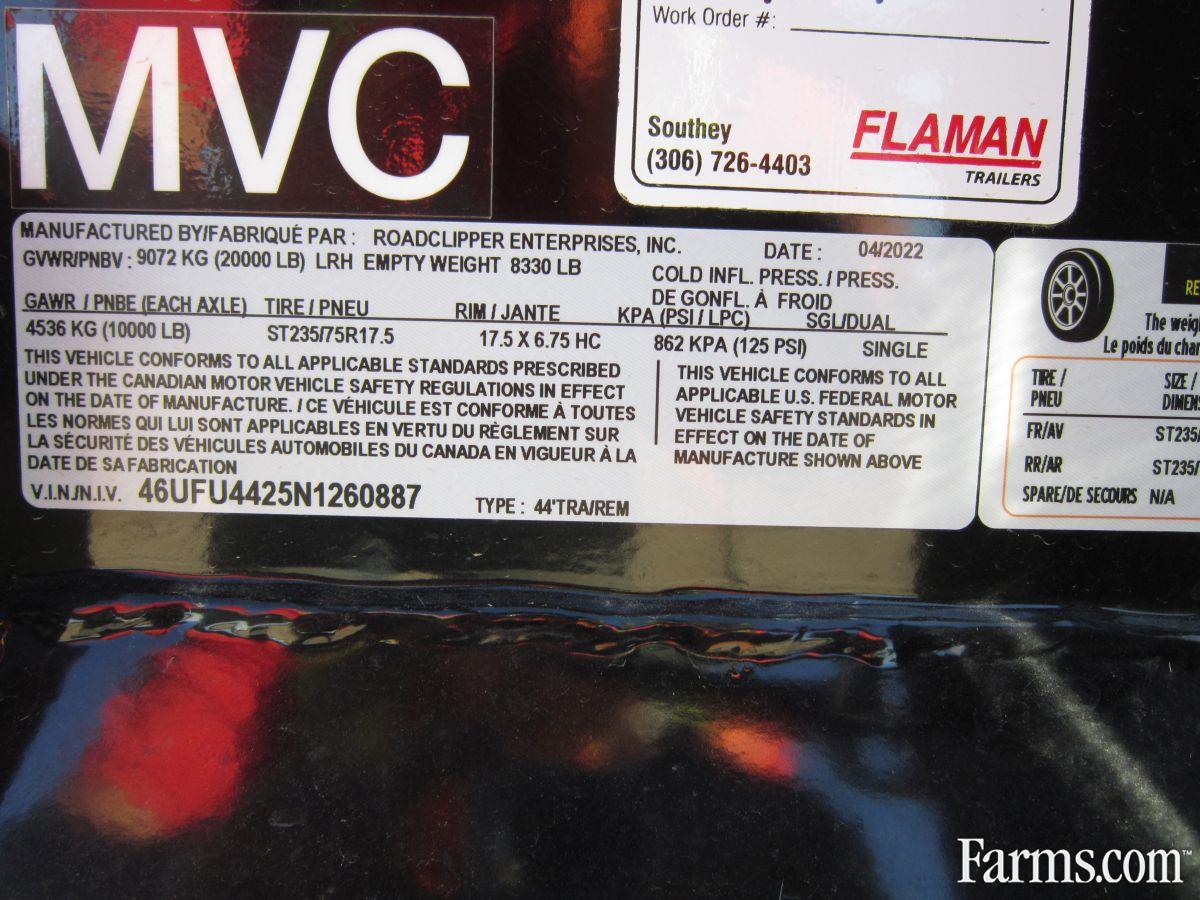 MVC
Work Order #:
Southey
(306) 726-4403
FLAMAN
TRAILERS
MANUFACTURED BY/FABRIQUÉ PAR : ROADCLIPPER ENTERPRISES, INC. DATE : 04/2022
GVWR/PNBV : 9072 KG (20000 LB) LRH EMPTY WEIGHT 8330 LB
COLD INFL. PRESS. / PRESS.
DE GONFL. À FROID
GAWR / PNBE (EACH AXLE) TIRE / PNEU RIM / JANTE KPA (PSI / LPC) SGL/DUAL
4536 KG (10000 LB) ST235/75R17.5 17.5 X 6.75 HC 862 KPA (125 PSI) SINGLE
THIS VEHICLE CONFORMS TO ALL APPLICABLE STANDARDS PRESCRIBED
UNDER THE CANADIAN MOTOR VEHICLE SAFETY REGULATIONS IN EFFECT
ON THE DATE OF MANUFACTURE. / CE VÉHICULE EST CONFORME À TOUTES
LES NORMES QUI LUI SONT APPLICABLES EN VERTU DU RÈGLEMENT SUR
LA SÉCURITÉ DES VÉHICULES AUTOMOBILES DU CANADA EN VIGUEUR À LA
DATE DE SA FABRICATION
THIS VEHICLE CONFORMS TO ALL
APPLICABLE U.S. FEDERAL MOTOR
VEHICLE SAFETY STANDARDS IN
EFFECT ON THE DATE OF
MANUFACTURE SHOWN ABOVE
V.I.N./N.I.V. 46UFU4425N1260887 TYPE : 44'TRA/REM
The
Le poids du
TIRE / SIZE /
PNEU
FR/AV ST235/
RR/AR ST235/
SPARE/DE SECOURS N/A
Farms.com™